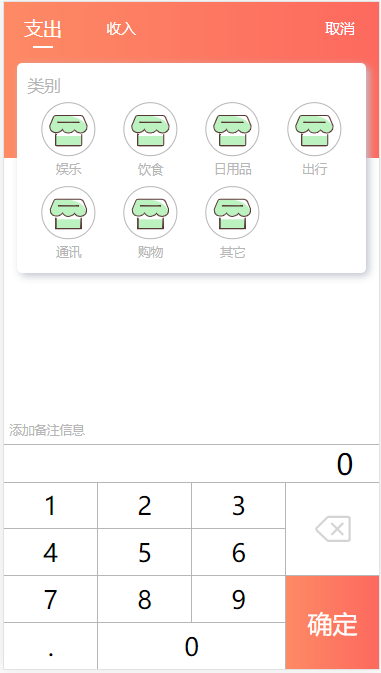 支出 收入 取消
类别
娱乐 饮食 日用品 出行
通讯 购物 其它
添加备注信息
0
1 2 3
4 5 6
7 8 9 确定
. 0